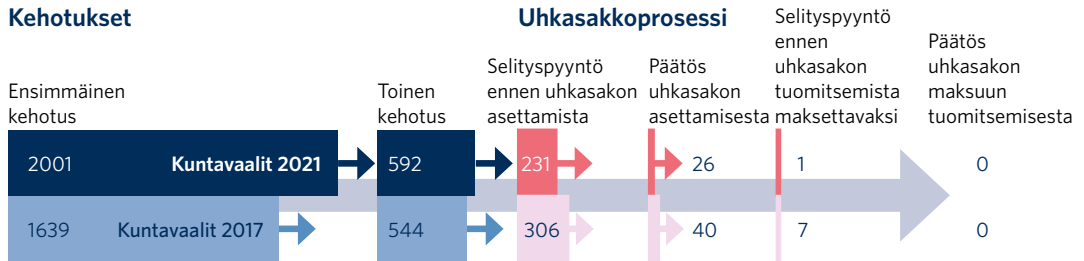 Kehotukset
Uhkasakkoprosessi
Ensimmäinen
kehotus
Toinen
kehotus
Selityspyyntö
ennen uhkasakon
asettamista
Päätös
uhkasakon
asettamisesta
Selityspyyntö
ennen
uhkasakon
tuomitsemista
maksettavaksi
Päätös
uhkasakon
maksuun
tuomitsemisesta
2001 Kuntavaalit 2021 592 231 26 1 0
1639 Kuntavaalit 2017 544 306 40 7 0